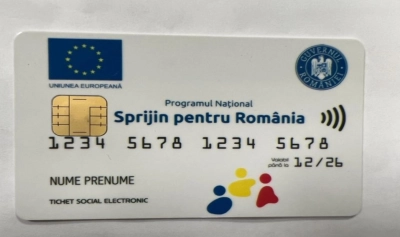 UNIUNEA EUROPEANĂ
GUVERNUL ROMÂNIEI
Programul Național
Sprijin pentru România
1234 5678 1234 5678
Valabil până la 12/26
NUME PRENUME
TICHET SOCIAL ELECTRONIC